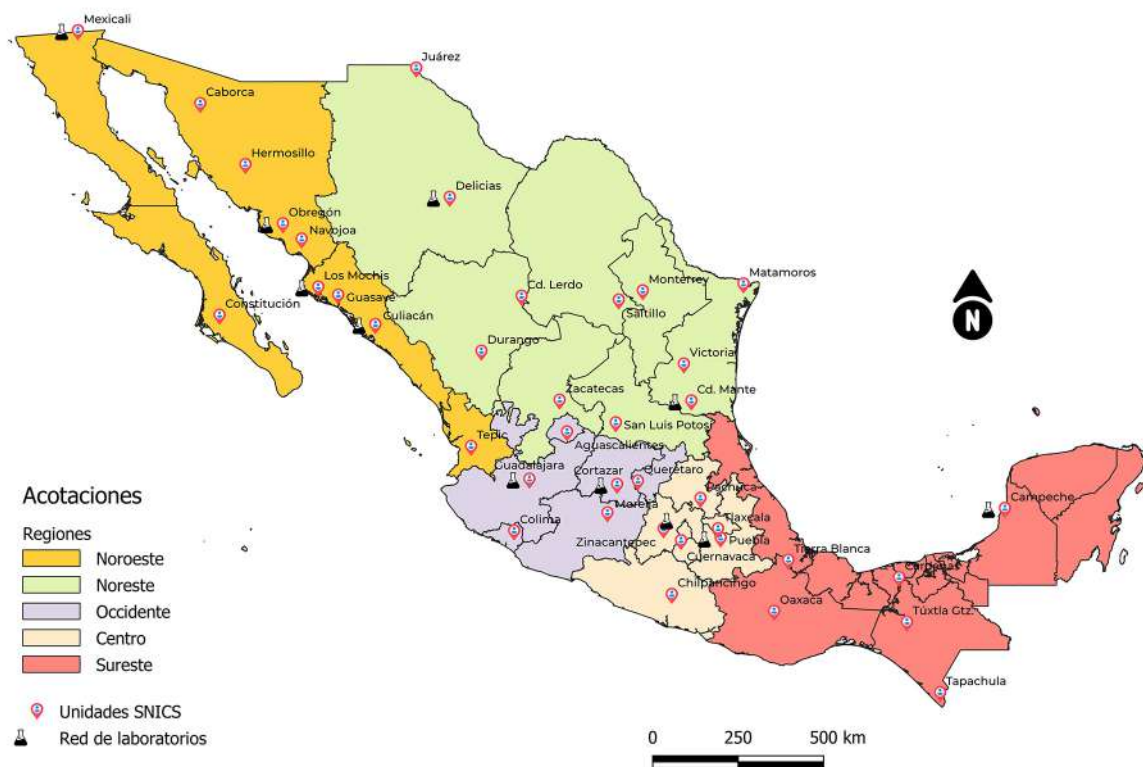 Mexicali
Juárez
Caborca
Hermosillo
Delicias
Obregón
Navojoa
Los Mochis
Guasave
Constitución
Culiacán
Cd. Lerdo
Monterrey
Matamoros
Saltillo
Durango
Victoria
Zacatecas
Cd. Mante
San Luis Potosí
Tepic
Aguascalientes
Guadalajara
Cortazar
Querétaro
Pachuca
Campeche
Morelia
Colima
Tlaxcala
Zinacantepec
Puebla
Cuernavaca
Tierra Blanca
Cárdenas
Chilpancingo
Oaxaca
Túxtla Gtz.
Tapachula
N
Acotaciones
Regiones
Noroeste
Noreste
Occidente
Centro
Sureste
Unidades SNICS
Red de laboratorios
0 250 500 km